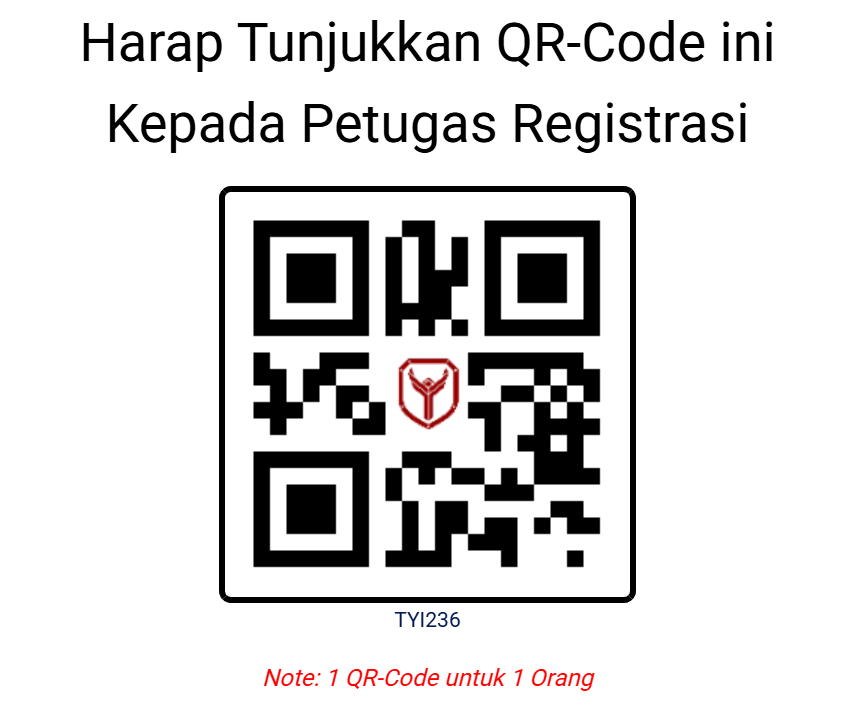 Harap Tunjukkan QR-Code ini
Kepada Petugas Registrasi
TYI236
Note: 1 QR-Code untuk 1 Orang